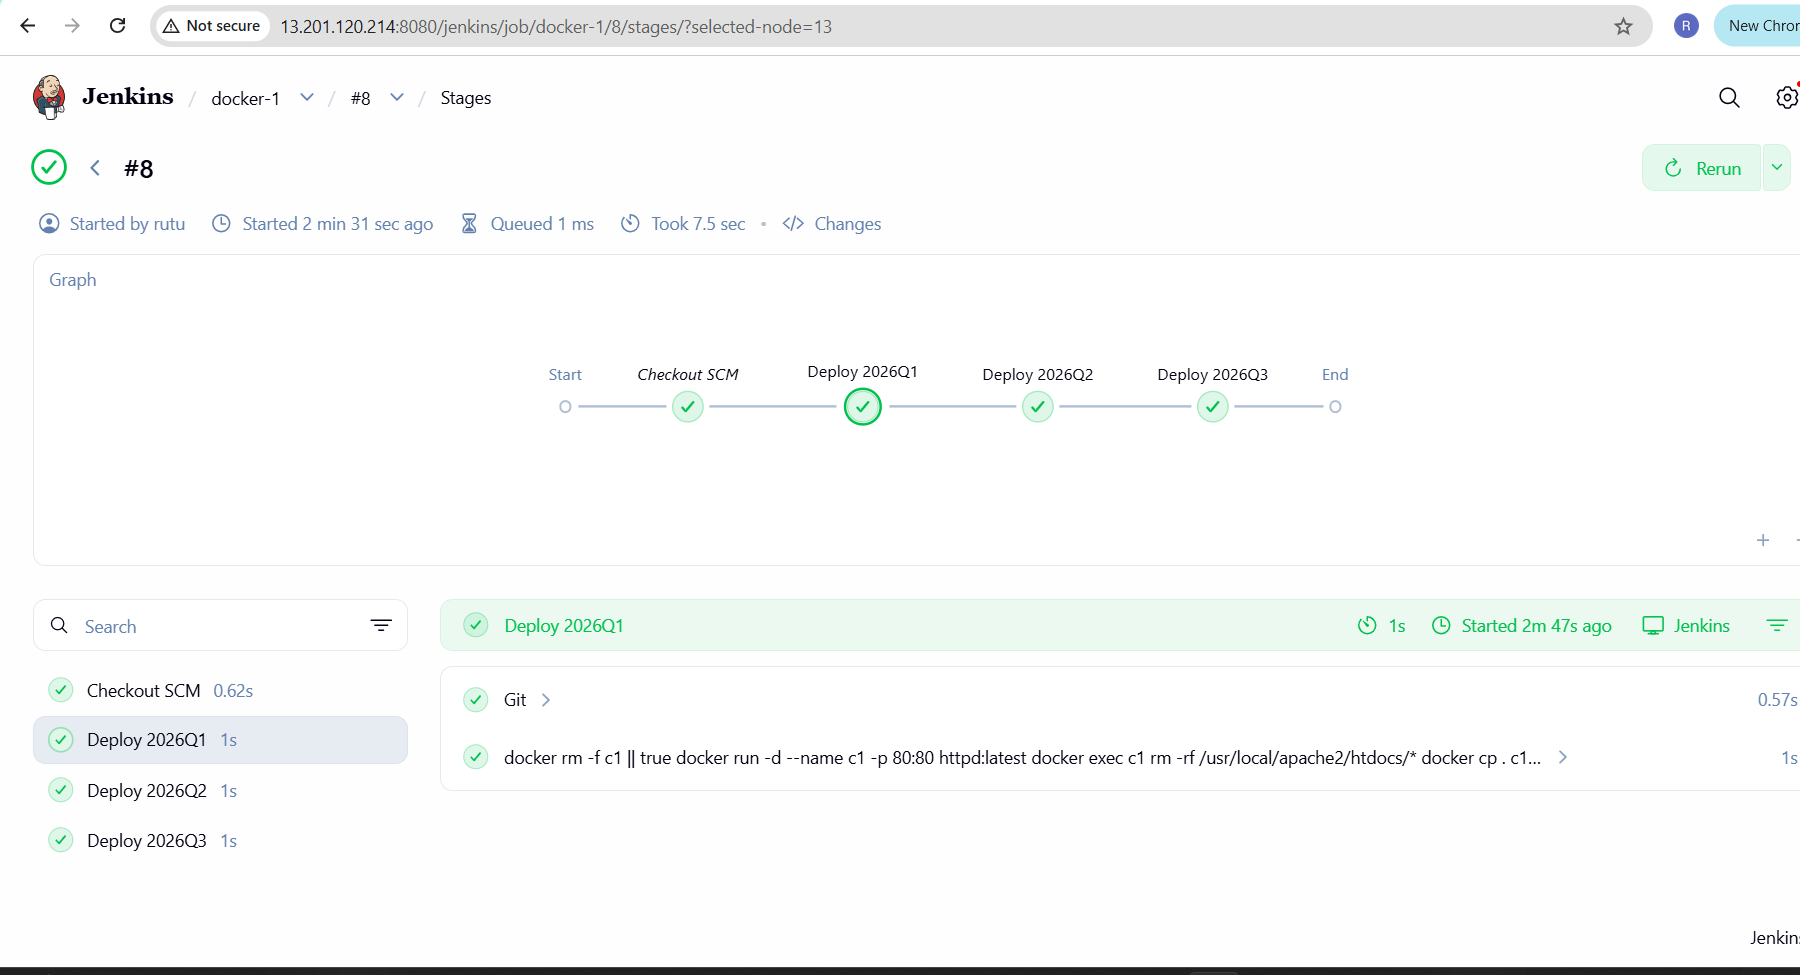 Not secure 13.201.120.214:8080/jenkins/job/docker-1/8/stages/?selected-node=13 R New Chror
Jenkins / docker-1 / #8 / Stages
#8 Rerun
Started by rutu Started 2 min 31 sec ago Queued 1 ms Took 7.5 sec • </> Changes
Graph
Start Checkout SCM Deploy 2026Q1 Deploy 2026Q2 Deploy 2026Q3 End
+ -
Search Deploy 2026Q1 1s Started 2m 47s ago Jenkins
Checkout SCM 0.62s Git 0.57s
Deploy 2026Q1 1s docker rm -f c1 || true docker run -d --name c1 -p 80:80 httpd:latest docker exec c1 rm -rf /usr/local/apache2/htdocs/* docker cp . c1... 1s
Deploy 2026Q2 1s
Deploy 2026Q3 1s
Jenkins